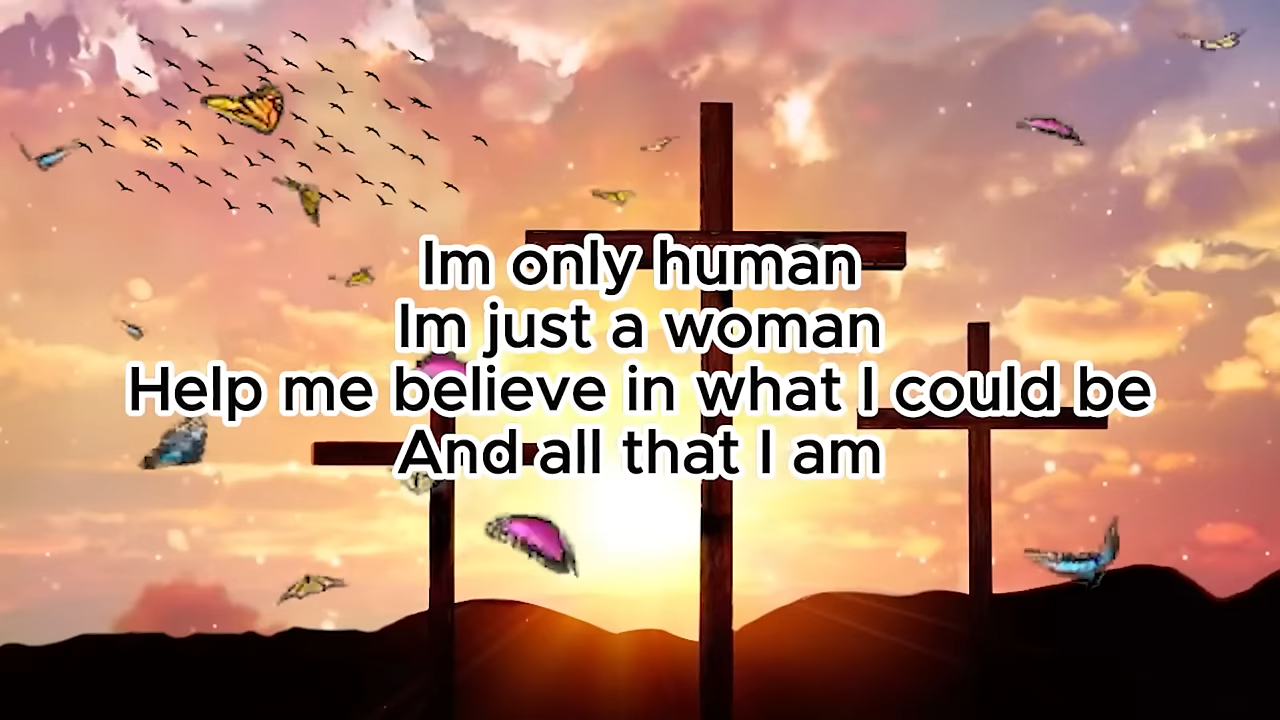 Im only human
Im just a woman
Help me believe in what I could be
And all that I am